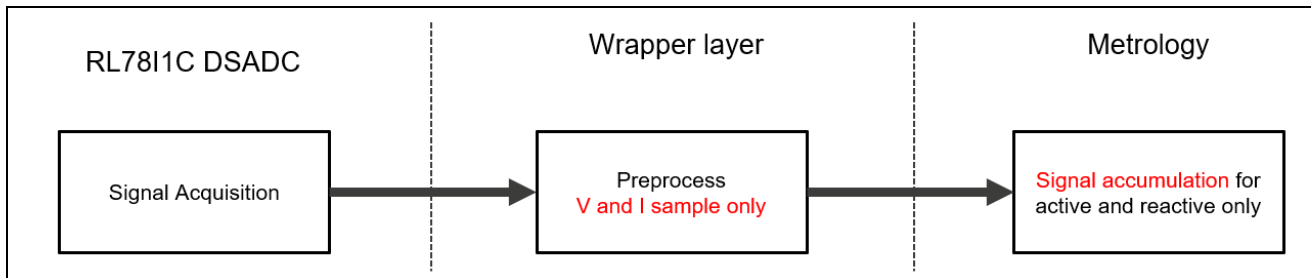 RL78I1C DSADC
Wrapper layer
Metrology
Signal Acquisition
Preprocess
V and I sample only
Signal accumulation for
active and reactive only